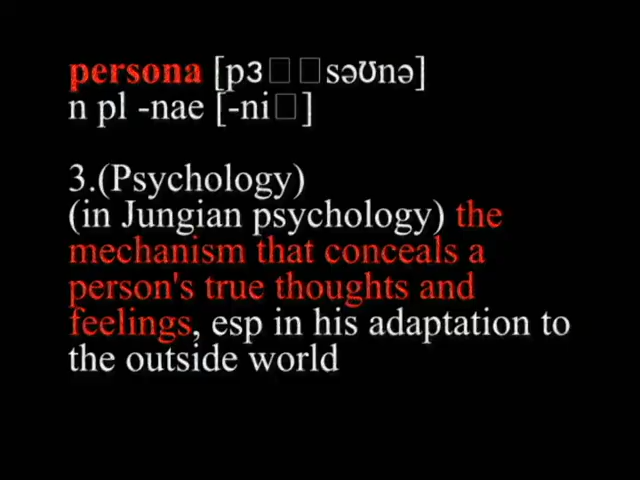 persona [pɜ□□səʊnə]
n pl -nae [-ni□]
3.(Psychology)
(in Jungian psychology) the
mechanism that conceals a
person's true thoughts and
feelings, esp in his adaptation to
the outside world